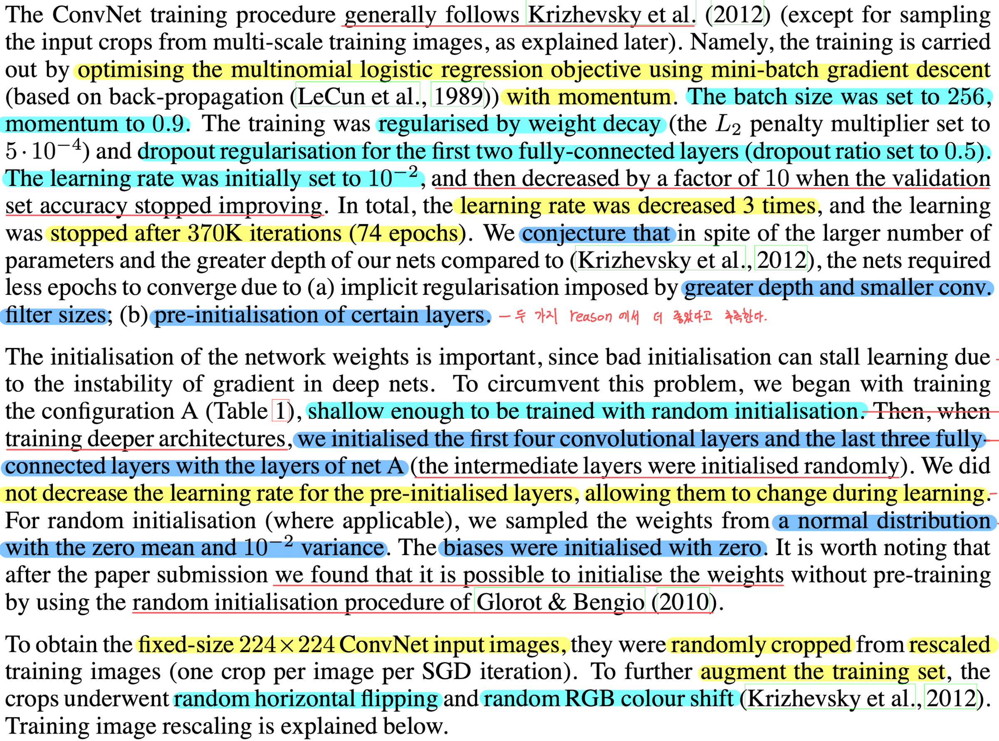 The ConvNet training procedure generally follows Krizhevsky et al. (2012) (except for sampling
the input crops from multi-scale training images, as explained later). Namely, the training is carried
out by optimising the multinomial logistic regression objective using mini-batch gradient descent
(based on back-propagation (LeCun et al., 1989)) with momentum. The batch size was set to 256,
momentum to 0.9. The training was regularised by weight decay (the L₂ penalty multiplier set to
5 · 10⁻⁴) and dropout regularisation for the first two fully-connected layers (dropout ratio set to 0.5).
The learning rate was initially set to 10⁻², and then decreased by a factor of 10 when the validation
set accuracy stopped improving. In total, the learning rate was decreased 3 times, and the learning
was stopped after 370K iterations (74 epochs). We conjecture that in spite of the larger number of
parameters and the greater depth of our nets compared to (Krizhevsky et al., 2012), the nets required
less epochs to converge due to (a) implicit regularisation imposed by greater depth and smaller conv.
filter sizes; (b) pre-initialisation of certain layers. – 두 가지 reason 에서 더 좋았다고 추측한다.
The initialisation of the network weights is important, since bad initialisation can stall learning due
to the instability of gradient in deep nets. To circumvent this problem, we began with training
the configuration A (Table 1), shallow enough to be trained with random initialisation. Then, when
training deeper architectures, we initialised the first four convolutional layers and the last three fully-
connected layers with the layers of net A (the intermediate layers were initialised randomly). We did
not decrease the learning rate for the pre-initialised layers, allowing them to change during learning.
For random initialisation (where applicable), we sampled the weights from a normal distribution
with the zero mean and 10⁻² variance. The biases were initialised with zero. It is worth noting that
after the paper submission we found that it is possible to initialise the weights without pre-training
by using the random initialisation procedure of Glorot & Bengio (2010).
To obtain the fixed-size 224×224 ConvNet input images, they were randomly cropped from rescaled
training images (one crop per image per SGD iteration). To further augment the training set, the
crops underwent random horizontal flipping and random RGB colour shift (Krizhevsky et al., 2012).
Training image rescaling is explained below.